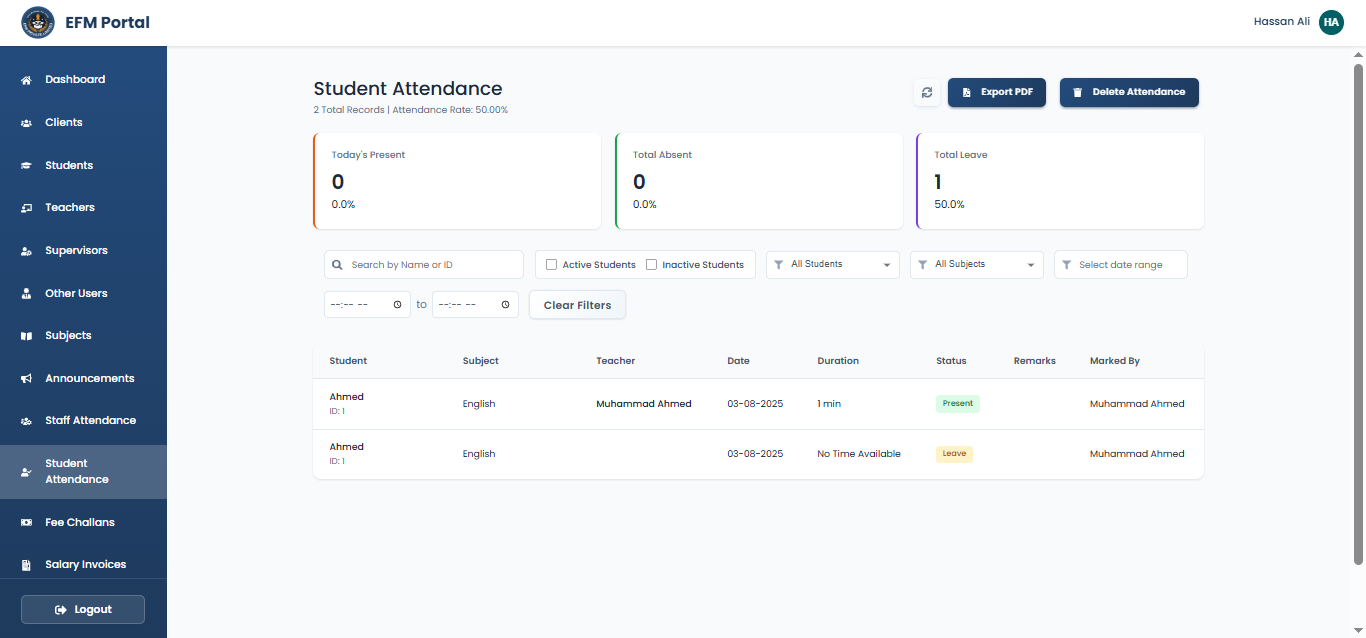 EFM Portal
Hassan Ali
HA
Dashboard
Clients
Students
Teachers
Supervisors
Other Users
Subjects
Announcements
Staff Attendance
Student
Attendance
Fee Challans
Salary Invoices
Logout
Student Attendance
2 Total Records | Attendance Rate: 50.00%
Export PDF
Delete Attendance
Today's Present
0
0.0%
Total Absent
0
0.0%
Total Leave
1
50.0%
Search by Name or ID
Active Students
Inactive Students
All Students
All Subjects
Select date range
--:-- --
to
--:-- --
Clear Filters
Student Subject Teacher Date Duration Status Remarks Marked By
Ahmed
ID: 1
English Muhammad Ahmed 03-08-2025 1 min Present Muhammad Ahmed
Ahmed
ID: 1
English 03-08-2025 No Time Available Leave Muhammad Ahmed